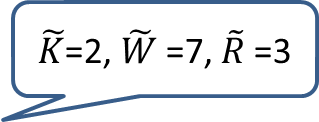 K̃=2, W̃ =7, R̃ =3